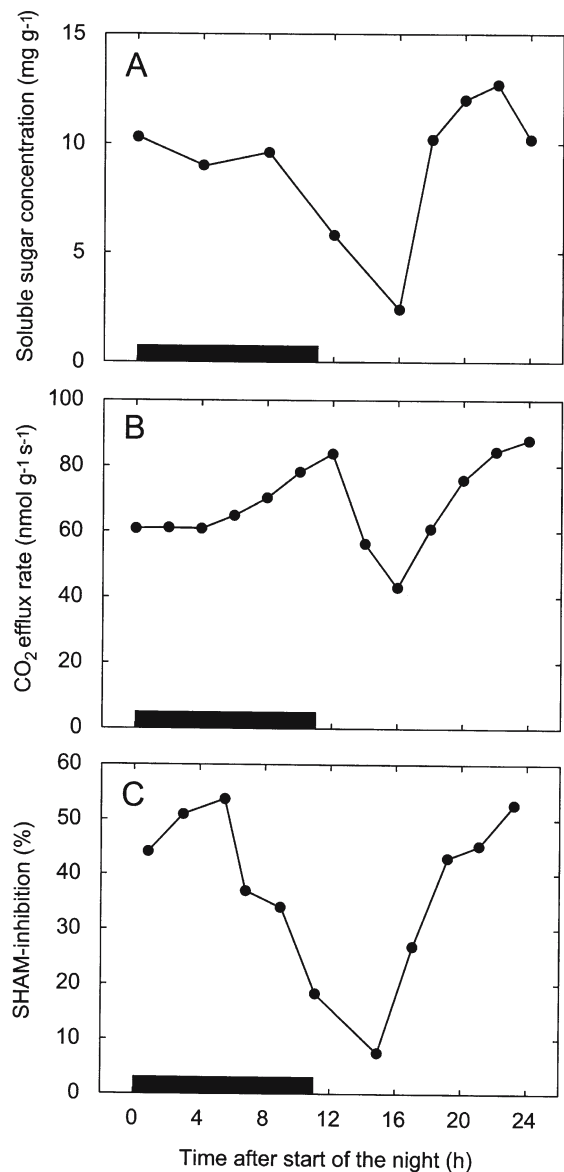 15
A
10
5
0
Soluble sugar concentration (mg g-1)
100
B
80
60
40
20
0
CO2 efflux rate (nmol g-1 s-1)
60
C
50
40
30
20
10
0
SHAM-inhibition (%)
0 4 8 12 16 20 24
Time after start of the night (h)